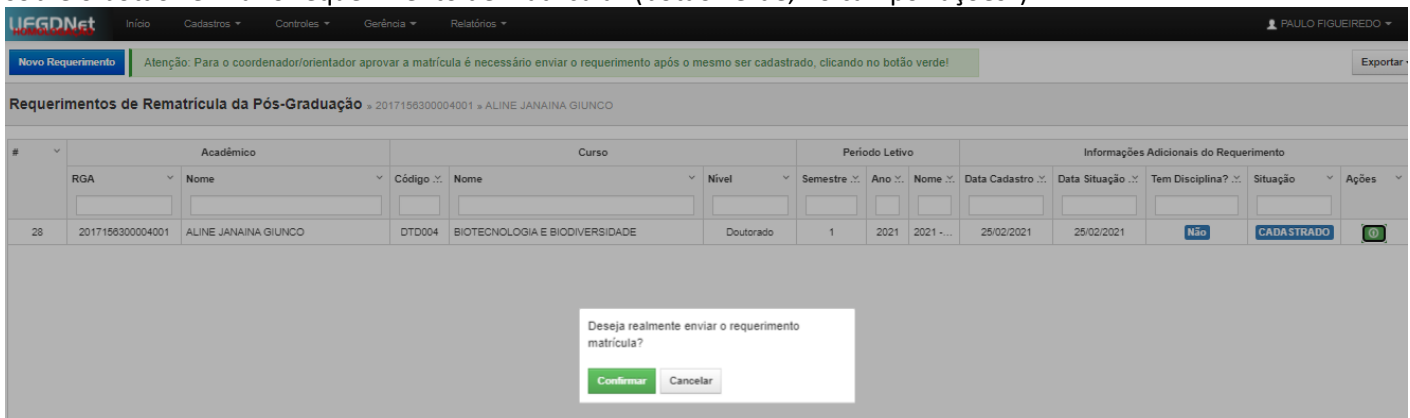 UFGDNet Início Cadastros Controles Gerência Relatórios PAULO FIGUEIREDO
HOMOLOGAÇÃO
Novo Requerimento Atenção: Para o coordenador/orientador aprovar a matrícula é necessário enviar o requerimento após o mesmo ser cadastrado, clicando no botão verde! Exportar
Requerimentos de Rematrícula da Pós-Graduação » 2017156300004001 » ALINE JANAINA GIUNCO
# Acadêmico Curso Período Letivo Informações Adicionais do Requerimento
RGA Nome Código Nome Nível Semestre Ano Nome Data Cadastro Data Situação Tem Disciplina? Situação Ações
28 2017156300004001 ALINE JANAINA GIUNCO DTD004 BIOTECNOLOGIA E BIODIVERSIDADE Doutorado 1 2021 2021 -... 25/02/2021 25/02/2021 Não CADASTRADO
Deseja realmente enviar o requerimento
matrícula?
Confirmar Cancelar